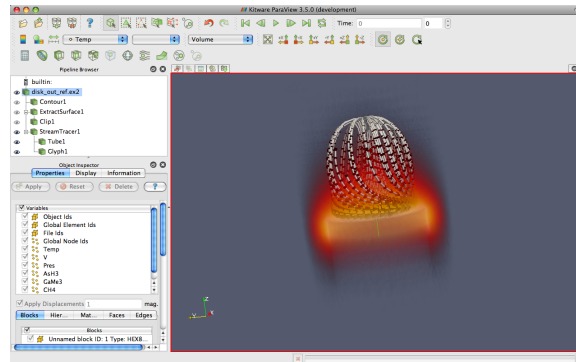 Kitware ParaView 3.5.0 (development)
Time: 0 0
Temp Volume
Pipeline Browser
builtin:
disk_out_ref.ex2
Contour1
ExtractSurface1
Clip1
StreamTracer1
Tube1
Glyph1
Object Inspector
Properties Display Information
Apply Reset Delete ?
Variables
Object Ids
Global Element Ids
File Ids
Global Node Ids
Temp
V
Pres
AsH3
GaMe3
CH4
Apply Displacements 1 mag.
Blocks Hier... Mat... Faces Edges
Blocks
Unnamed block ID: 1 Type: HEX8...
Z
Y
X